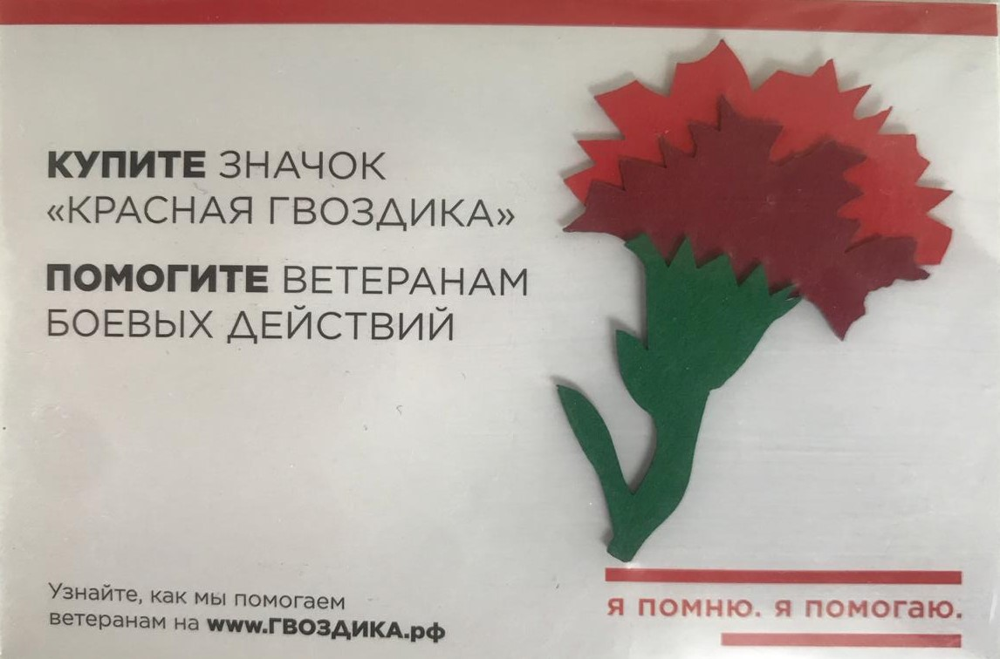 КУПИТЕ ЗНАЧОК
«КРАСНАЯ ГВОЗДИКА»
ПОМОГИТЕ ВЕТЕРАНАМ
БОЕВЫХ ДЕЙСТВИЙ
Узнайте, как мы помогаем
ветеранам на www.ГВОЗДИКА.рф
я помню. я помогаю.